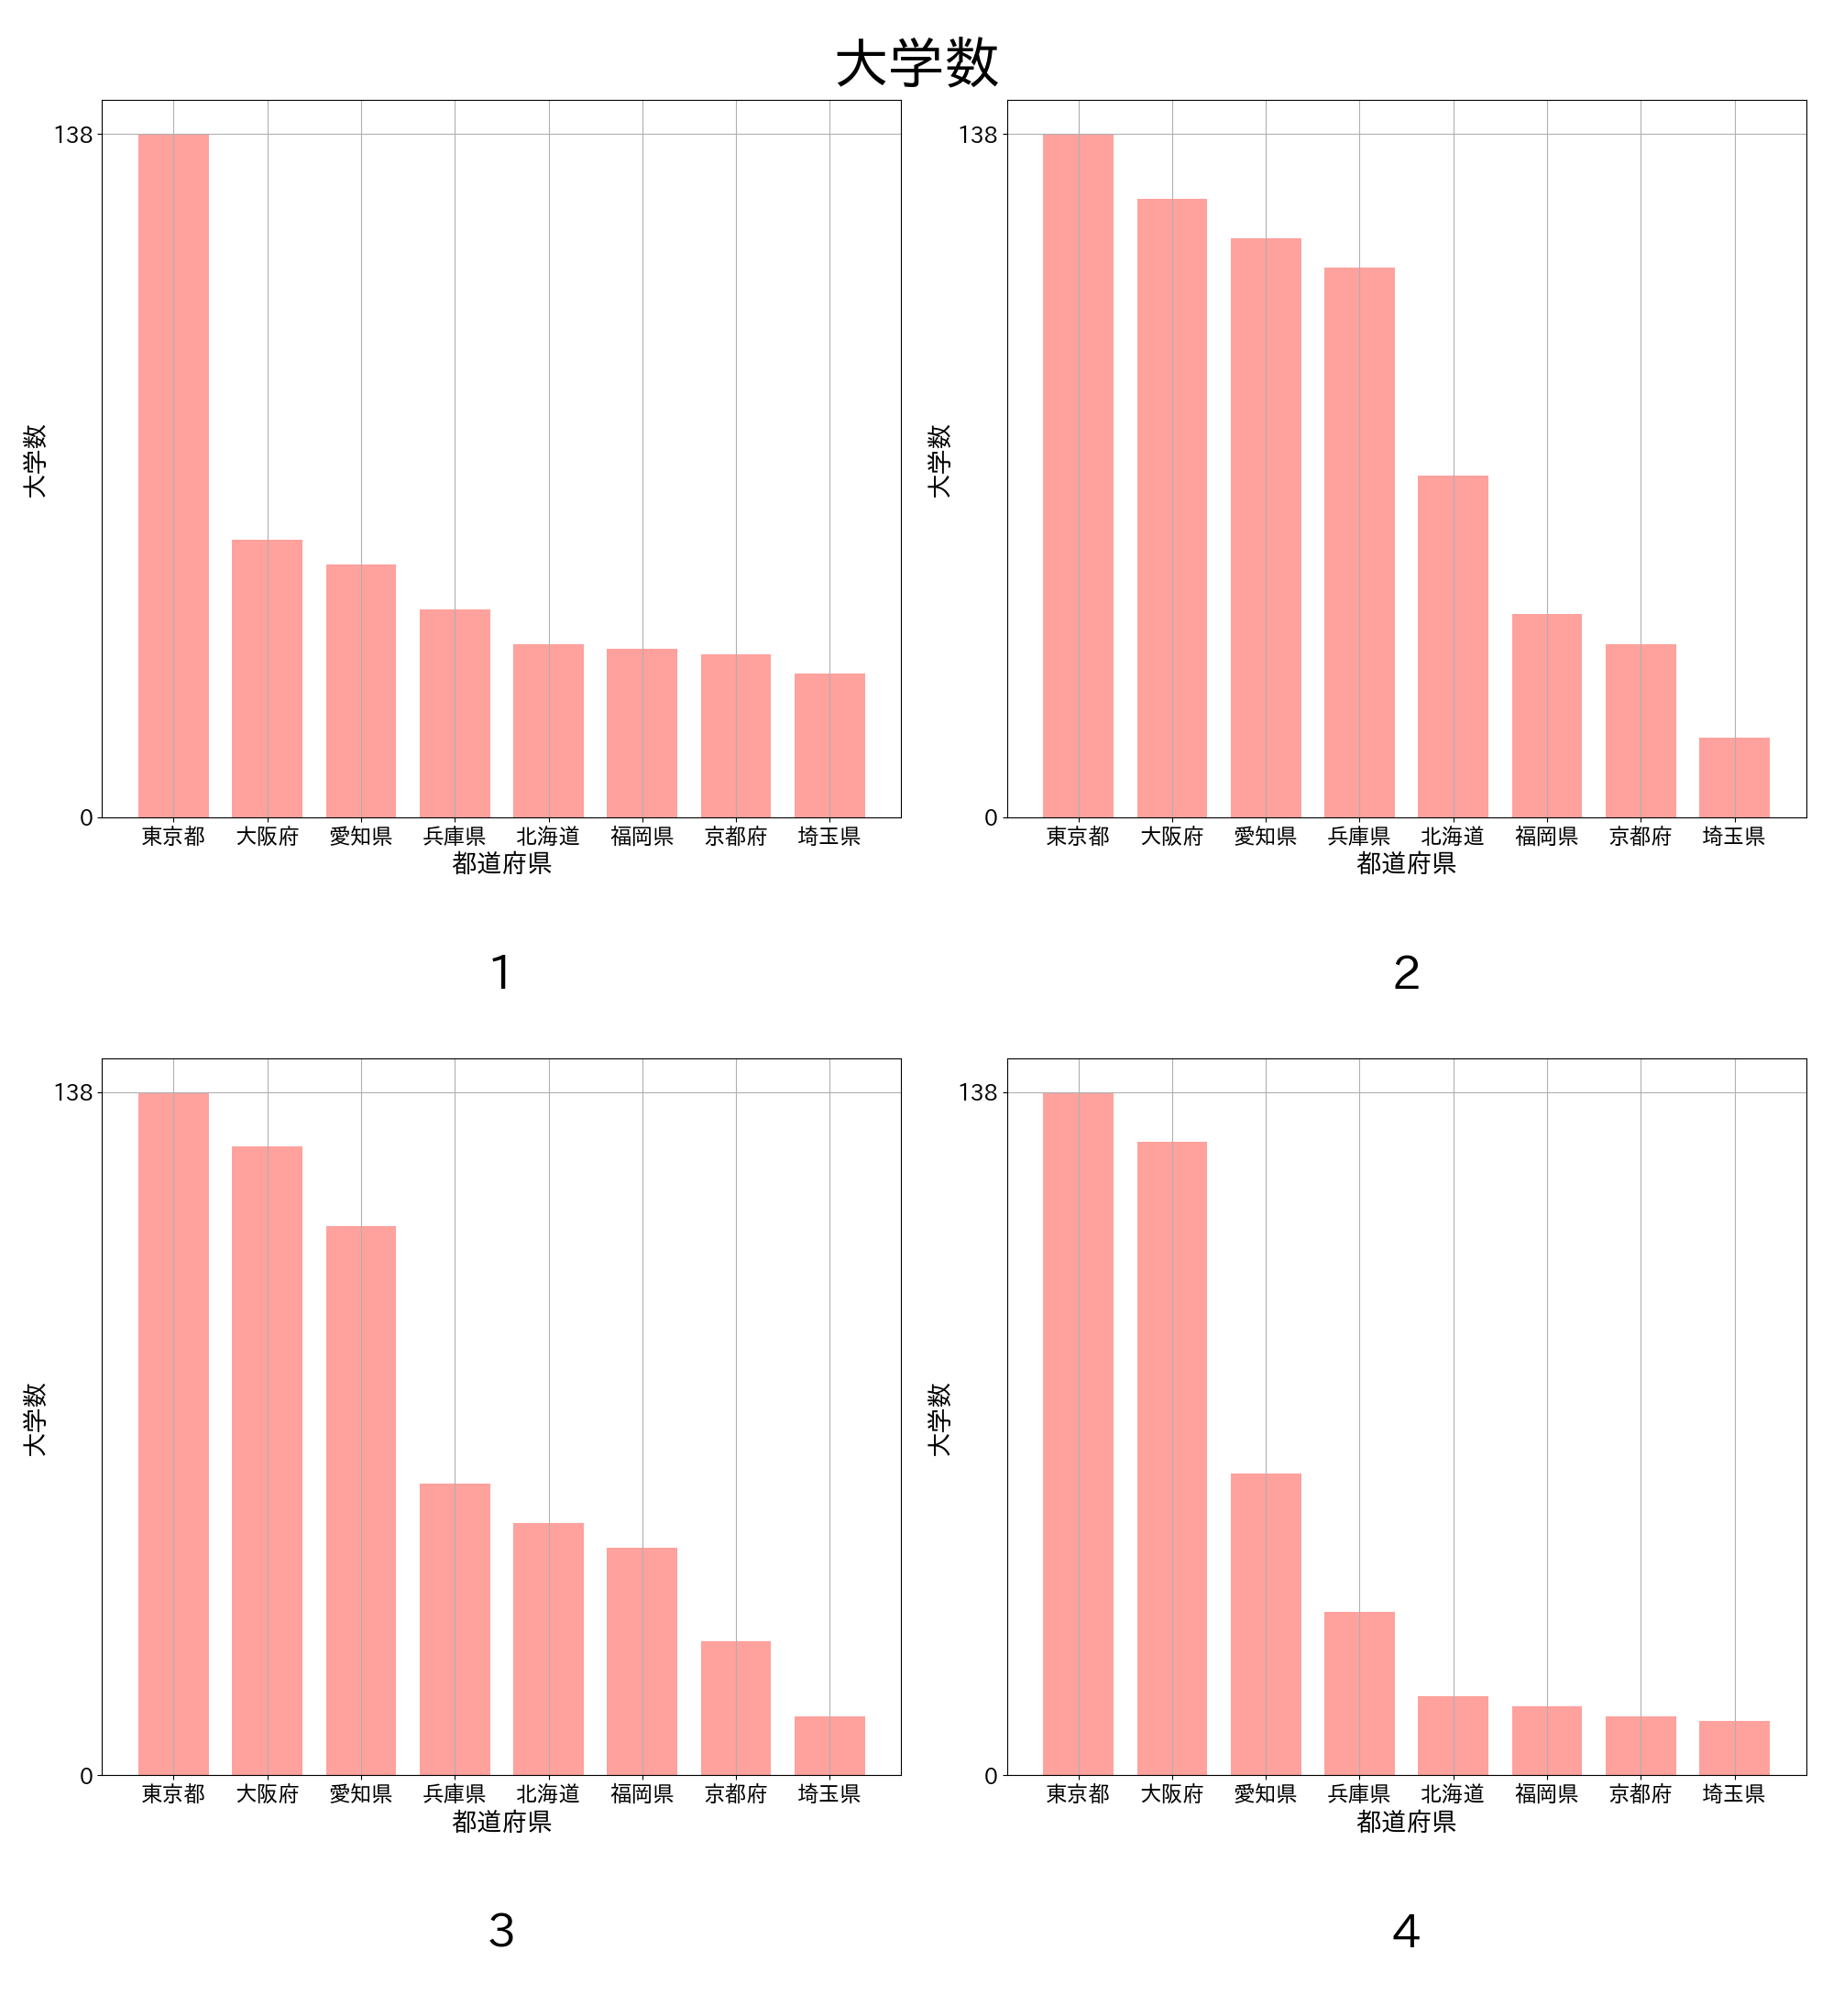 大学数
138
0
大学数
東京都 大阪府 愛知県 兵庫県 北海道 福岡県 京都府 埼玉県
都道府県
1
138
0
大学数
東京都 大阪府 愛知県 兵庫県 北海道 福岡県 京都府 埼玉県
都道府県
2
138
0
大学数
東京都 大阪府 愛知県 兵庫県 北海道 福岡県 京都府 埼玉県
都道府県
3
138
0
大学数
東京都 大阪府 愛知県 兵庫県 北海道 福岡県 京都府 埼玉県
都道府県
4